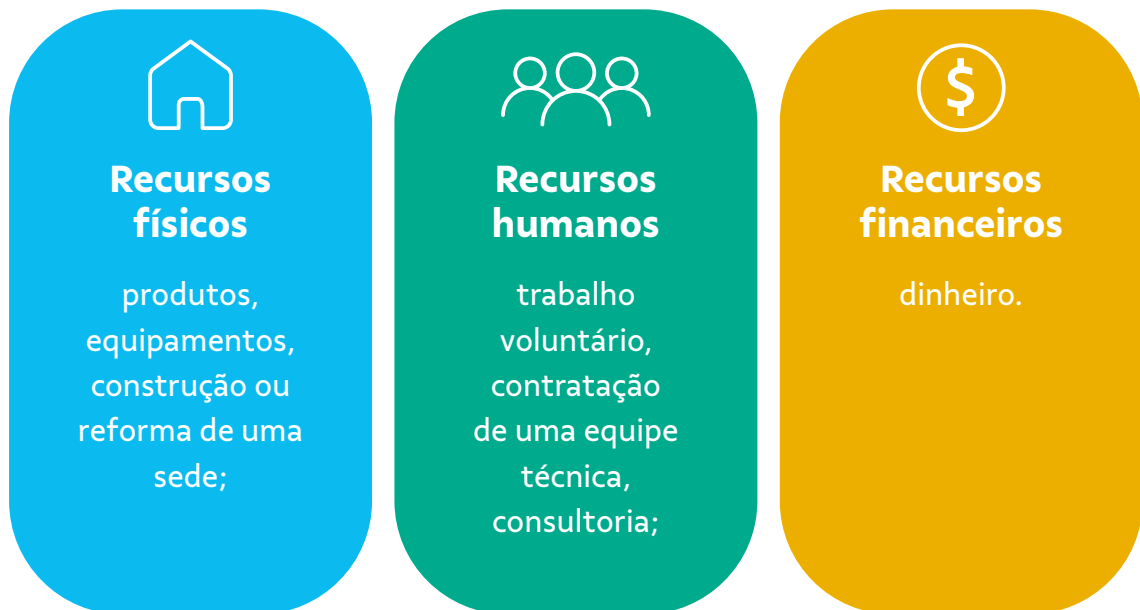 Recursos
físicos
produtos,
equipamentos,
construção ou
reforma de uma
sede;
Recursos
humanos
trabalho
voluntário,
contratação
de uma equipe
técnica,
consultoria;
$
Recursos
financeiros
dinheiro.